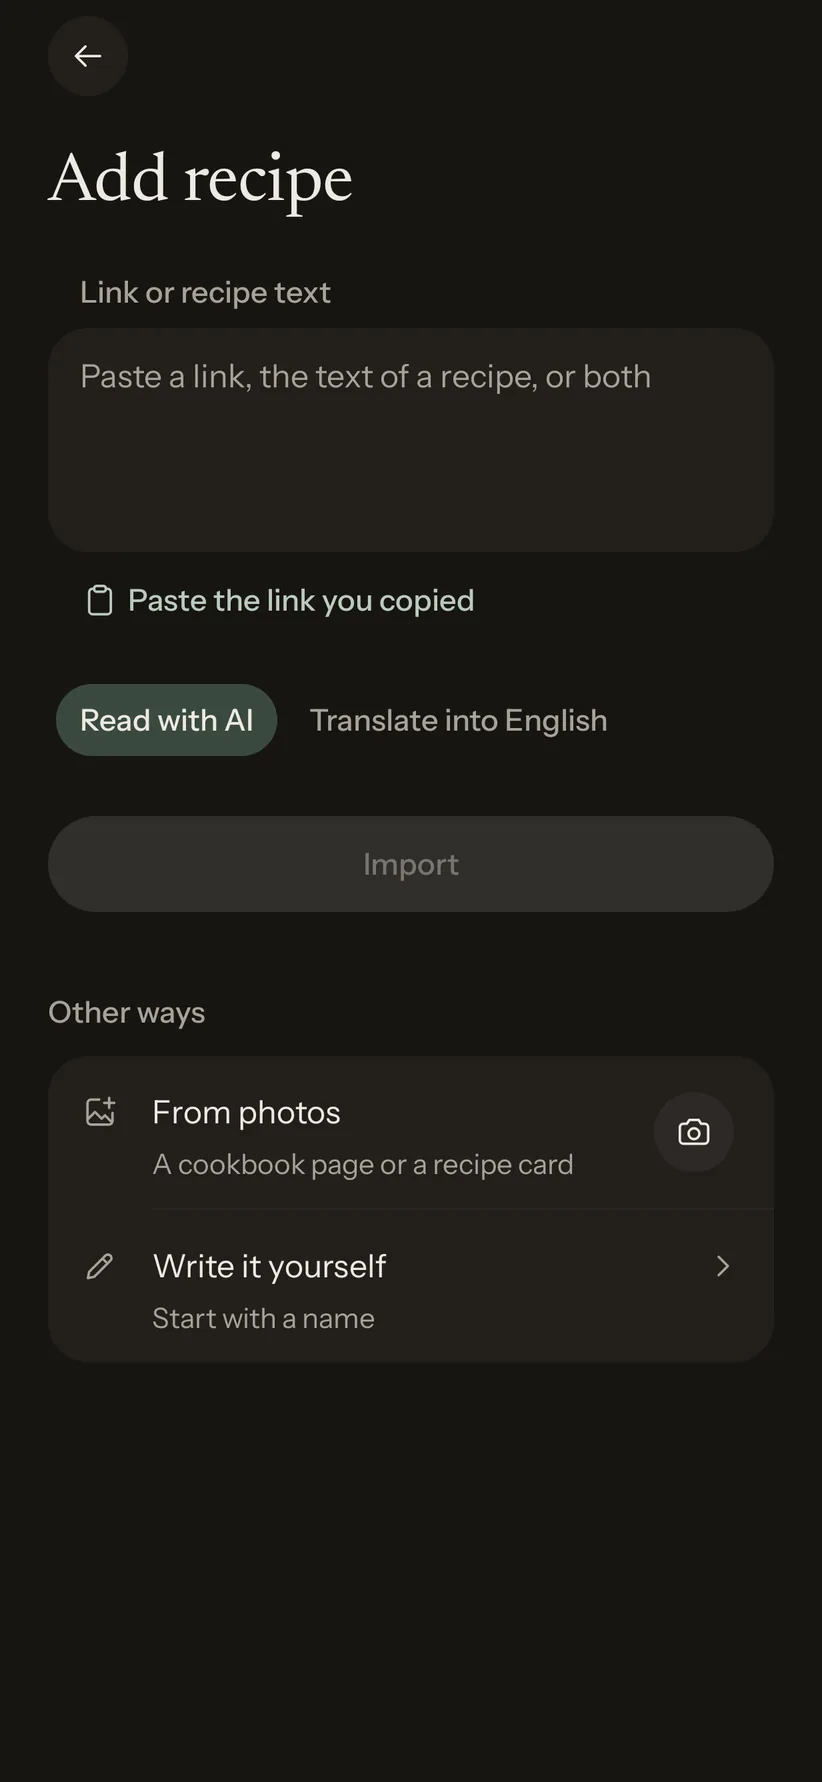 Add recipe
Link or recipe text
Paste a link, the text of a recipe, or both
Paste the link you copied
Read with AI
Translate into English
Import
Other ways
From photos
A cookbook page or a recipe card
Write it yourself
Start with a name